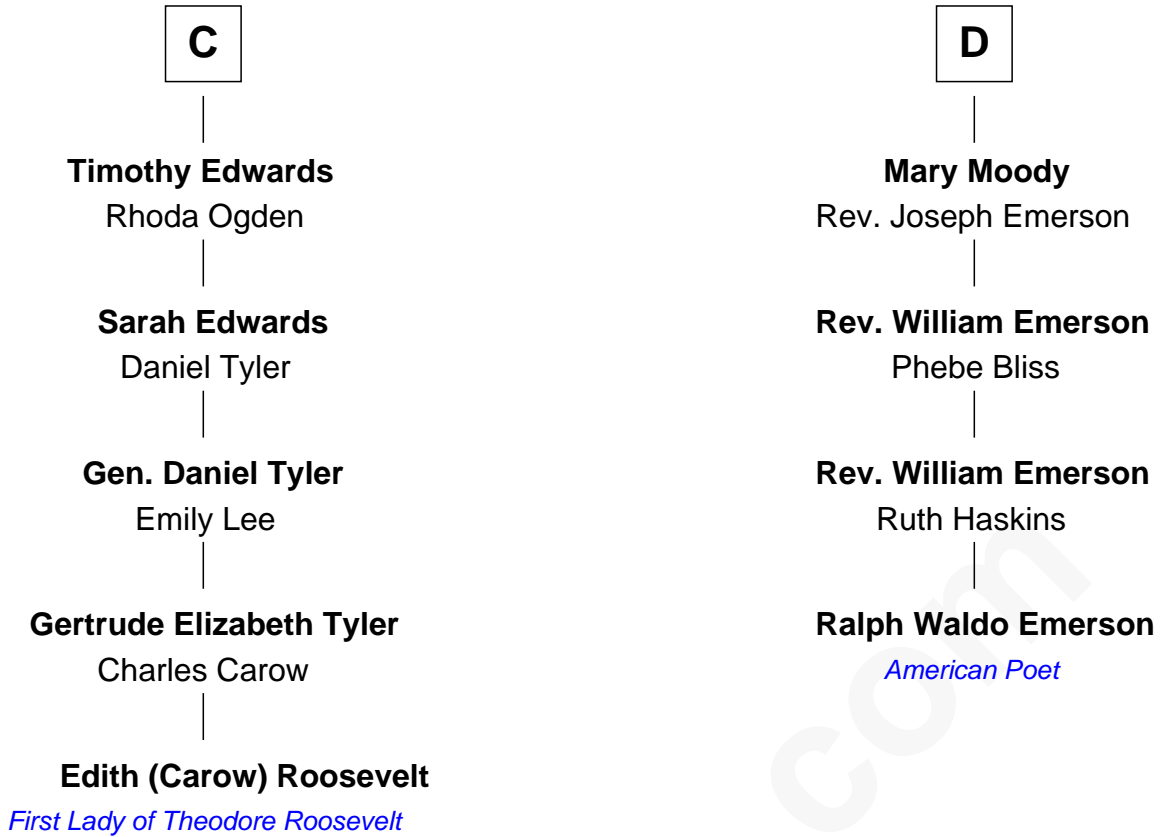 C
Timothy Edwards
Rhoda Ogden
Sarah Edwards
Daniel Tyler
Gen. Daniel Tyler
Emily Lee
Gertrude Elizabeth Tyler
Charles Carow
Edith (Carow) Roosevelt
First Lady of Theodore Roosevelt
D
Mary Moody
Rev. Joseph Emerson
Rev. William Emerson
Phebe Bliss
Rev. William Emerson
Ruth Haskins
Ralph Waldo Emerson
American Poet
com